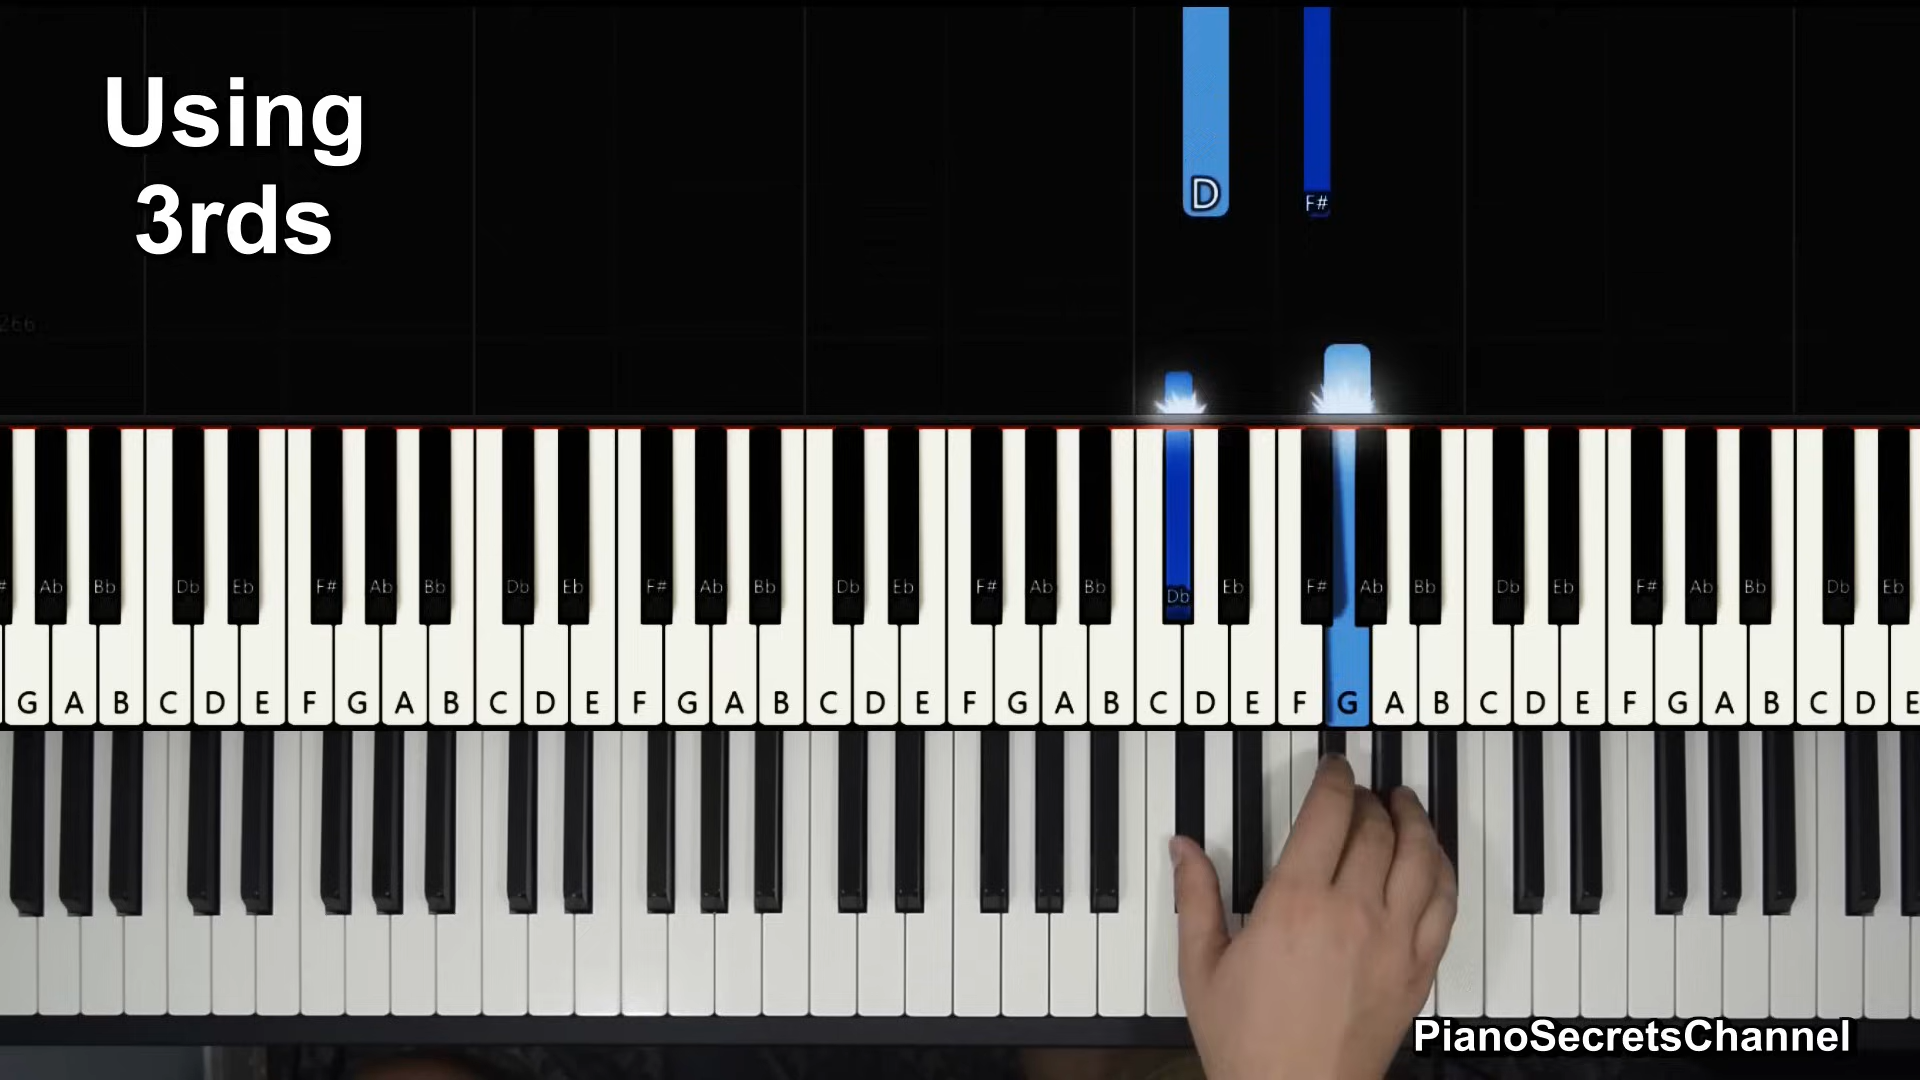 Using
3rds
D F#
266
# Ab Bb Db Eb F# Ab Bb Db Eb F# Ab Bb Db Eb F# Ab Bb Db Eb F# Ab Bb Db Eb F# Ab Bb Db Eb
G A B C D E F G A B C D E F G A B C D E F G A B C D E F G A B C D E F G A B C D E
PianoSecretsChannel